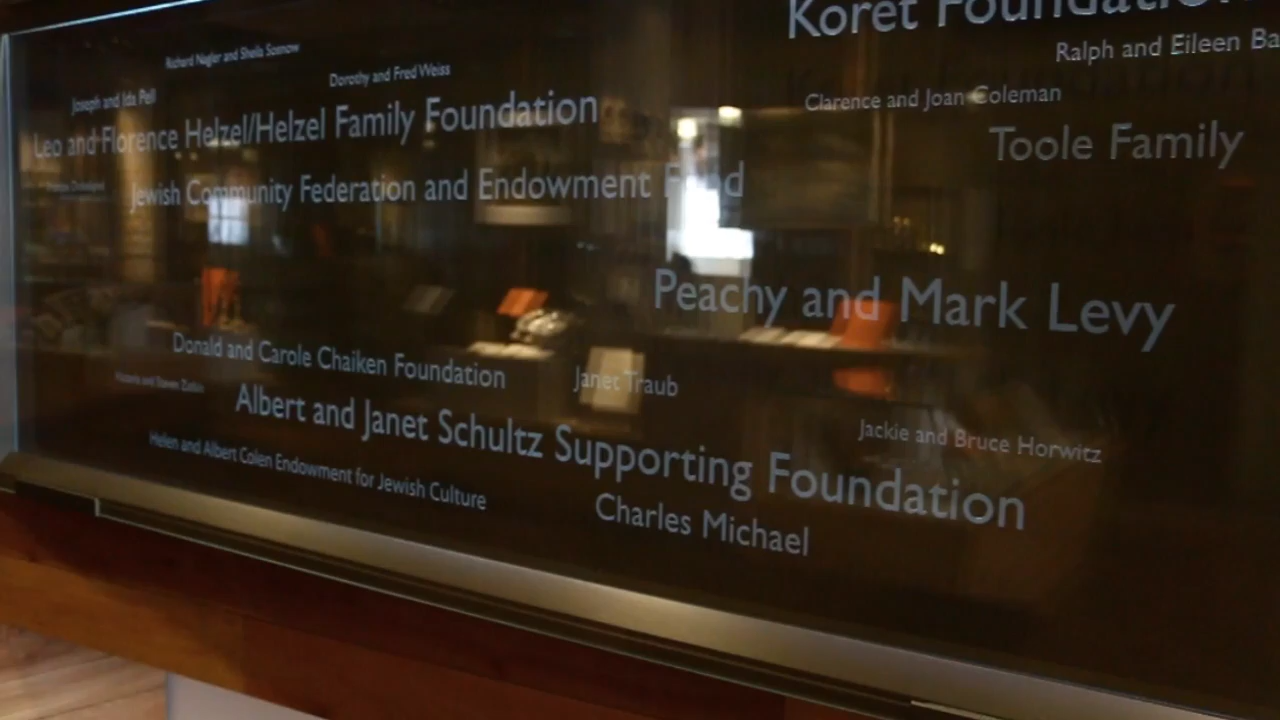 Koret Foundation
Richard Nagler and Sheila Sosnow
Ralph and Eileen
Dorothy and Fred Weiss
Joseph and Ida Pell
Clarence and Joan Coleman
Leo and Florence Helzel/Helzel Family Foundation
Toole Family
Jewish Community Federation and Endowment Fund
Peachy and Mark Levy
Donald and Carole Chaiken Foundation
Janet Traub
Albert and Janet Schultz Supporting Foundation
Jackie and Bruce Horwitz
Helen and Albert Colen Endowment for Jewish Culture
Charles Michael